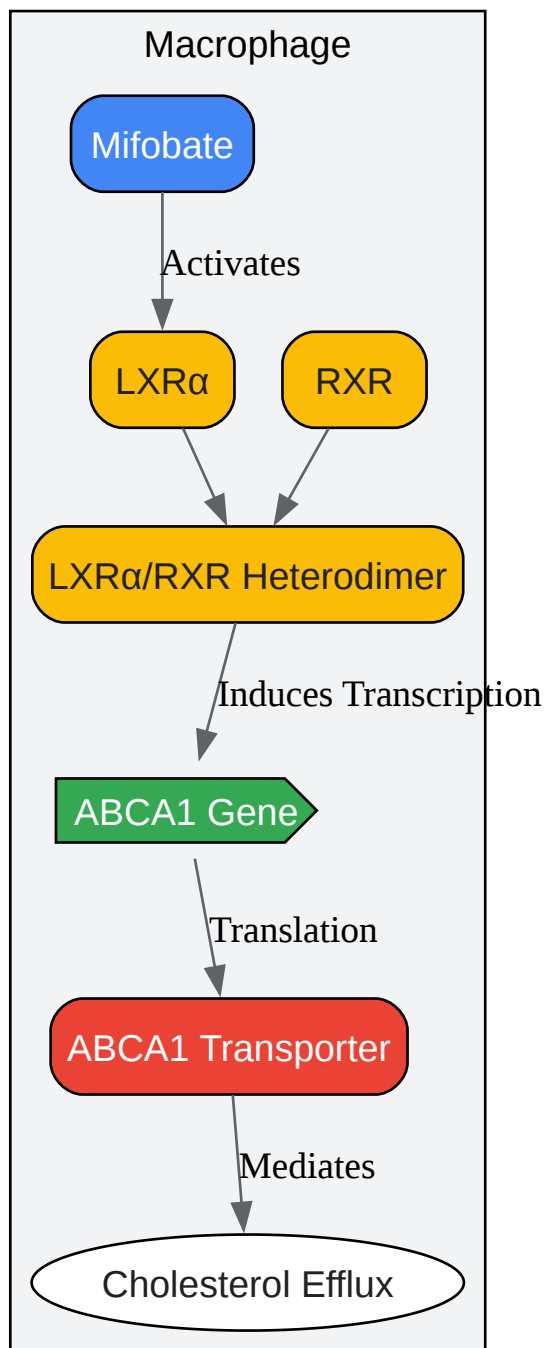 Macrophage
Mifobate
Activates
LXRα
RXR
LXRα/RXR Heterodimer
Induces Transcription
ABCA1 Gene
Translation
ABCA1 Transporter
Mediates
Cholesterol Efflux